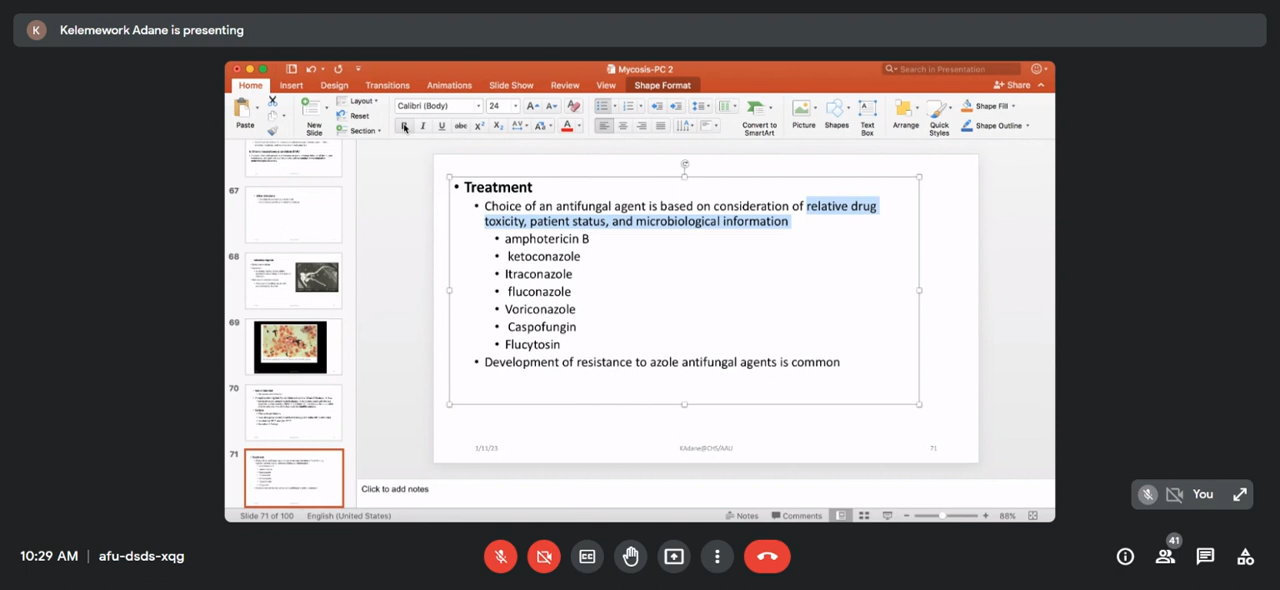 K Kelemework Adane is presenting
Mycosis-PC 2
Search in Presentation
Home Insert Design Transitions Animations Slide Show Review View Shape Format
Share
Paste
New
Slide
Layout
Reset
Section
Calibri (Body) 24
B I U abc X² X₂
Convert to
SmartArt
Picture
Shapes
Text
Box
Arrange
Quick
Styles
Shape Fill
Shape Outline
67
68
69
70
71
• Treatment
• Choice of an antifungal agent is based on consideration of relative drug
toxicity, patient status, and microbiological information
• amphotericin B
• ketoconazole
• Itraconazole
• fluconazole
• Voriconazole
• Caspofungin
• Flucytosin
• Development of resistance to azole antifungal agents is common
1/11/23 KAdane@CHS/AAU 71
Click to add notes
Slide 71 of 100 English (United States) Notes Comments 88%
You
10:29 AM | afu-dsds-xqg
41